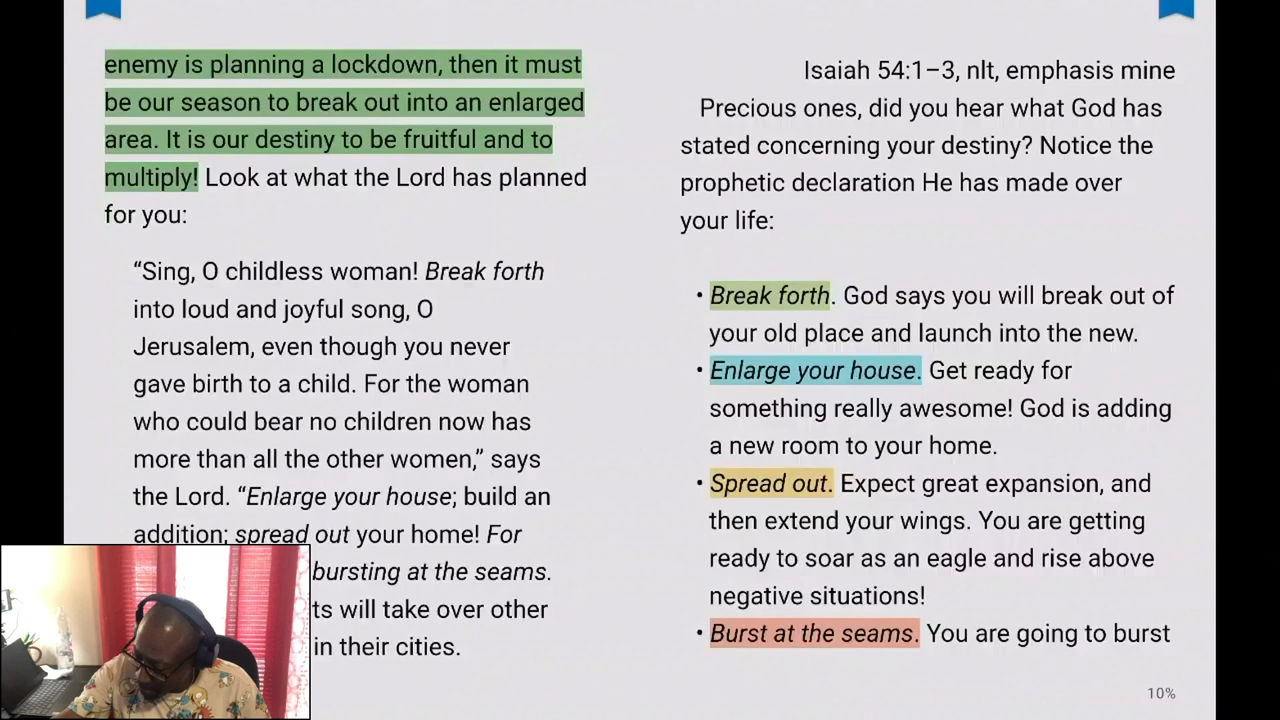 enemy is planning a lockdown, then it must
be our season to break out into an enlarged
area. It is our destiny to be fruitful and to
multiply! Look at what the Lord has planned
for you:
“Sing, O childless woman! Break forth
into loud and joyful song, O
Jerusalem, even though you never
gave birth to a child. For the woman
who could bear no children now has
more than all the other women,” says
the Lord. “Enlarge your house; build an
addition; spread out your home! For
bursting at the seams.
ts will take over other
in their cities.
Isaiah 54:1–3, nlt, emphasis mine
Precious ones, did you hear what God has
stated concerning your destiny? Notice the
prophetic declaration He has made over
your life:
• Break forth. God says you will break out of
your old place and launch into the new.
• Enlarge your house. Get ready for
something really awesome! God is adding
a new room to your home.
• Spread out. Expect great expansion, and
then extend your wings. You are getting
ready to soar as an eagle and rise above
negative situations!
• Burst at the seams. You are going to burst
10%